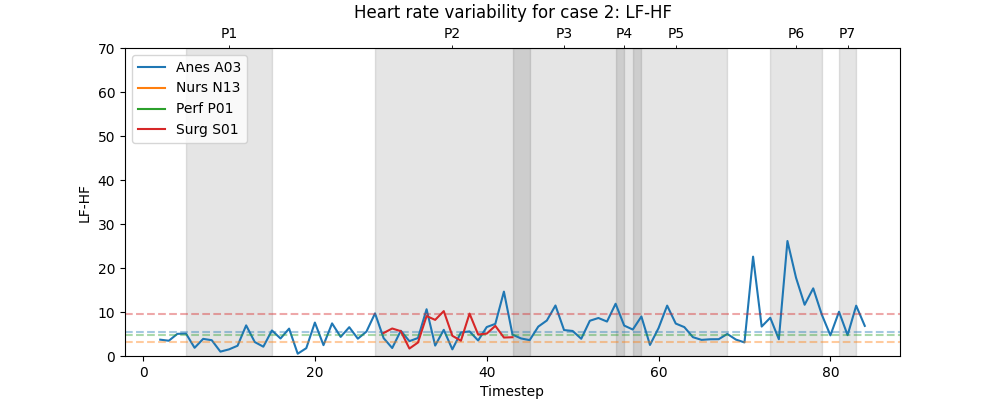 Heart rate variability for case 2: LF-HF
P1 P2 P3 P4 P5 P6 P7
70
60
50
40
30
20
10
0
LF-HF
Anes A03
Nurs N13
Perf P01
Surg S01
0 20 40 60 80
Timestep